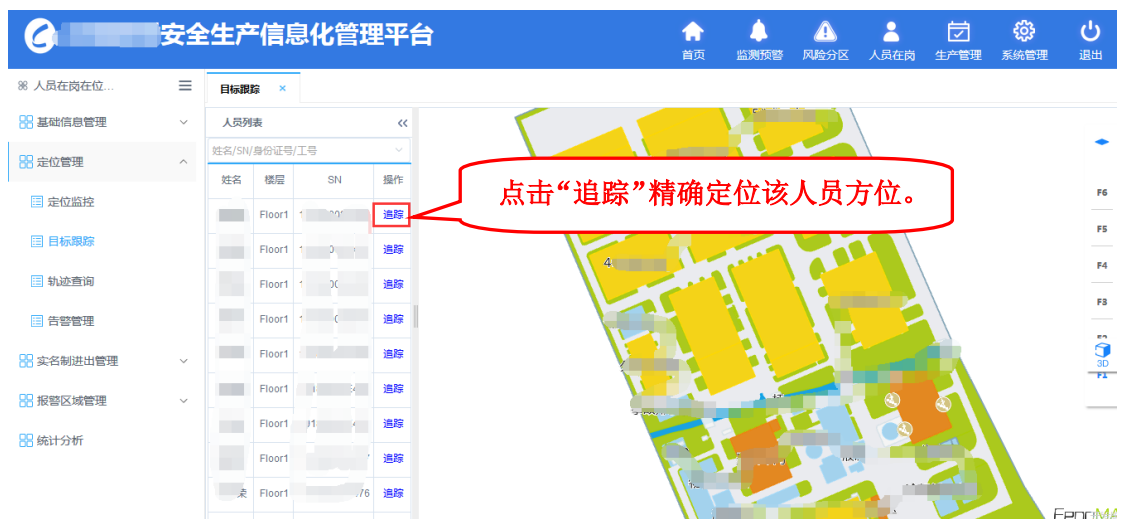 安全生产信息化管理平台
首页
监测预警
风险分区
人员在岗
生产管理
系统管理
退出
人员在岗在位...
目标跟踪 ×
基础信息管理
人员列表
姓名/SN/身份证号/工号
定位管理
姓名 楼层 SN 操作
点击“追踪”精确定位该人员方位。
定位监控
Floor1 追踪
目标跟踪
Floor1 追踪
轨迹查询
Floor1 追踪
告警管理
Floor1 追踪
实名制进出管理
Floor1 追踪
报警区域管理
Floor1 追踪
统计分析
Floor1 追踪
Floor1 追踪
Floor1 76 追踪
F6
F5
F4
F3
3D
F1